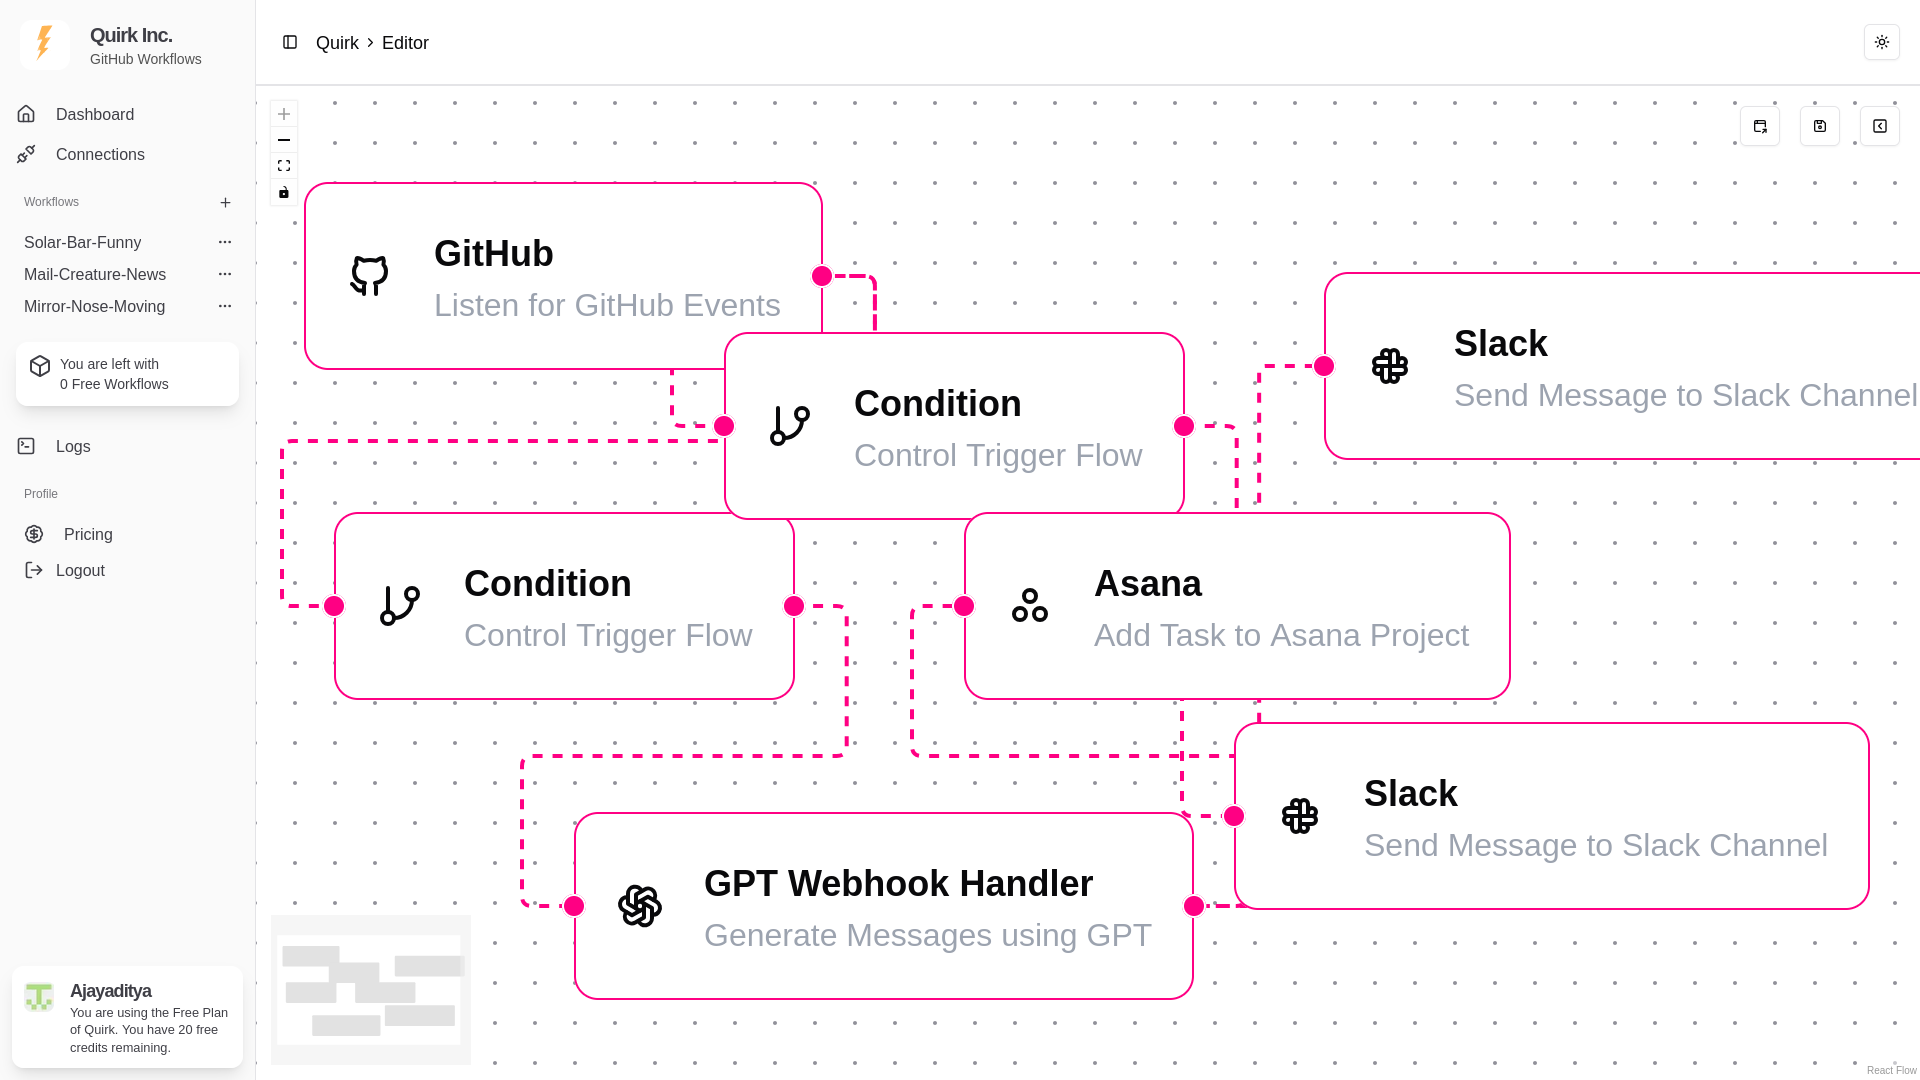 Quirk Inc.
GitHub Workflows
Dashboard
Connections
Workflows
Solar-Bar-Funny
Mail-Creature-News
Mirror-Nose-Moving
You are left with
0 Free Workflows
Logs
Profile
Pricing
Logout
Ajayaditya
You are using the Free Plan
of Quirk. You have 20 free
credits remaining.
Quirk > Editor
GitHub
Listen for GitHub Events
Condition
Control Trigger Flow
Slack
Send Message to Slack Channel
Condition
Control Trigger Flow
Asana
Add Task to Asana Project
Slack
Send Message to Slack Channel
GPT Webhook Handler
Generate Messages using GPT
React Flow